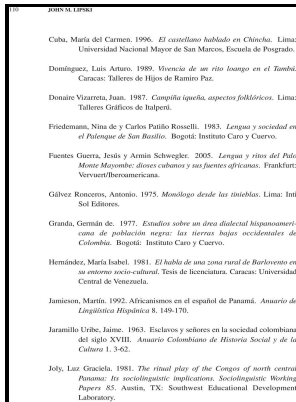 110 JOHN M. LIPSKI
Cuba, María del Carmen. 1996. El castellano hablado en Chincha. Lima:
Universidad Nacional Mayor de San Marcos, Escuela de Posgrado.
Domínguez, Luis Arturo. 1989. Vivencia de un rito loango en el Tambú.
Caracas: Talleres de Hijos de Ramiro Paz.
Donaire Vizarreta, Juan. 1987. Campiña iqueña, aspectos folklóricos. Lima:
Talleres Gráficos de Italperú.
Friedemann, Nina de y Carlos Patiño Rosselli. 1983. Lengua y sociedad en
el Palenque de San Basilio. Bogotá: Instituto Caro y Cuervo.
Fuentes Guerra, Jesús y Armin Schwegler. 2005. Lengua y ritos del Palo
Monte Mayombe: dioses cubanos y sus fuentes africanas. Frankfurt:
Vervuert/Iberoamericana.
Gálvez Ronceros, Antonio. 1975. Monólogo desde las tinieblas. Lima: Inti
Sol Editores.
Granda, Germán de. 1977. Estudios sobre un área dialectal hispanoameri-
cana de población negra: las tierras bajas occidentales de
Colombia. Bogotá: Instituto Caro y Cuervo.
Hernández, María Isabel. 1981. El habla de una zona rural de Barlovento en
su entorno socio-cultural. Tesis de licenciatura. Caracas: Universidad
Central de Venezuela.
Jamieson, Martín. 1992. Africanismos en el español de Panamá. Anuario de
Lingüística Hispánica 8. 149-170.
Jaramillo Uribe, Jaime. 1963. Esclavos y señores en la sociedad colombiana
del siglo XVIII. Anuario Colombiano de Historia Social y de la
Cultura 1. 3-62.
Joly, Luz Graciela. 1981. The ritual play of the Congos of north central
Panama: Its sociolinguistic implications. Sociolinguistic Working
Papers 85. Austin, TX: Southwest Educational Development
Laboratory.